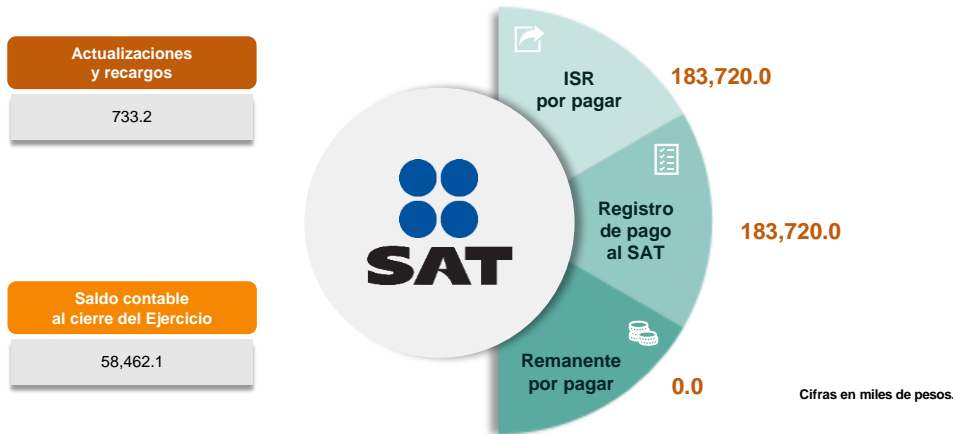 Actualizaciones
y recargos
733.2
Saldo contable
al cierre del Ejercicio
58,462.1
SAT
ISR
por pagar
183,720.0
Registro
de pago
al SAT
183,720.0
Remanente
por pagar
0.0
Cifras en miles de pesos.